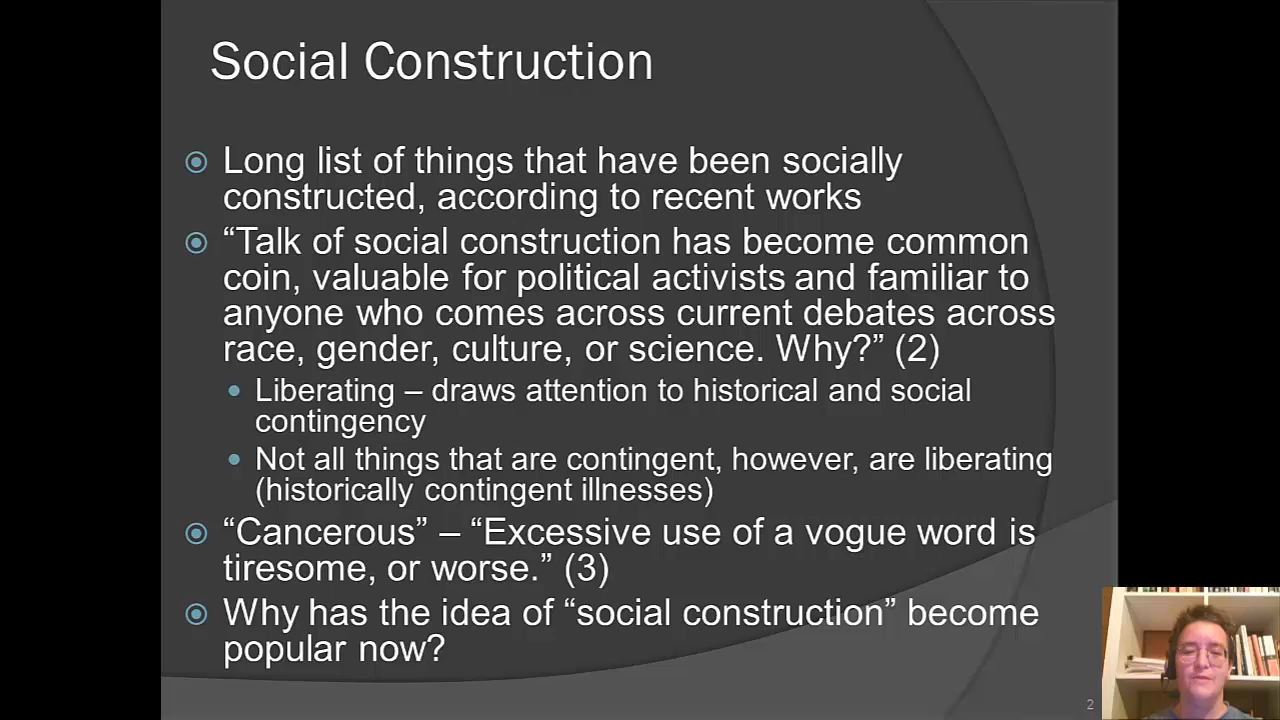 Social Construction
Long list of things that have been socially
constructed, according to recent works
“Talk of social construction has become common
coin, valuable for political activists and familiar to
anyone who comes across current debates across
race, gender, culture, or science. Why?” (2)
Liberating – draws attention to historical and social
contingency
Not all things that are contingent, however, are liberating
(historically contingent illnesses)
“Cancerous” – “Excessive use of a vogue word is
tiresome, or worse.” (3)
Why has the idea of “social construction” become
popular now?
2